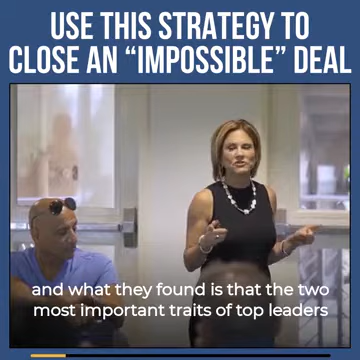 USE THIS STRATEGY TO
CLOSE AN “IMPOSSIBLE” DEAL
and what they found is that the two
most important traits of top leaders